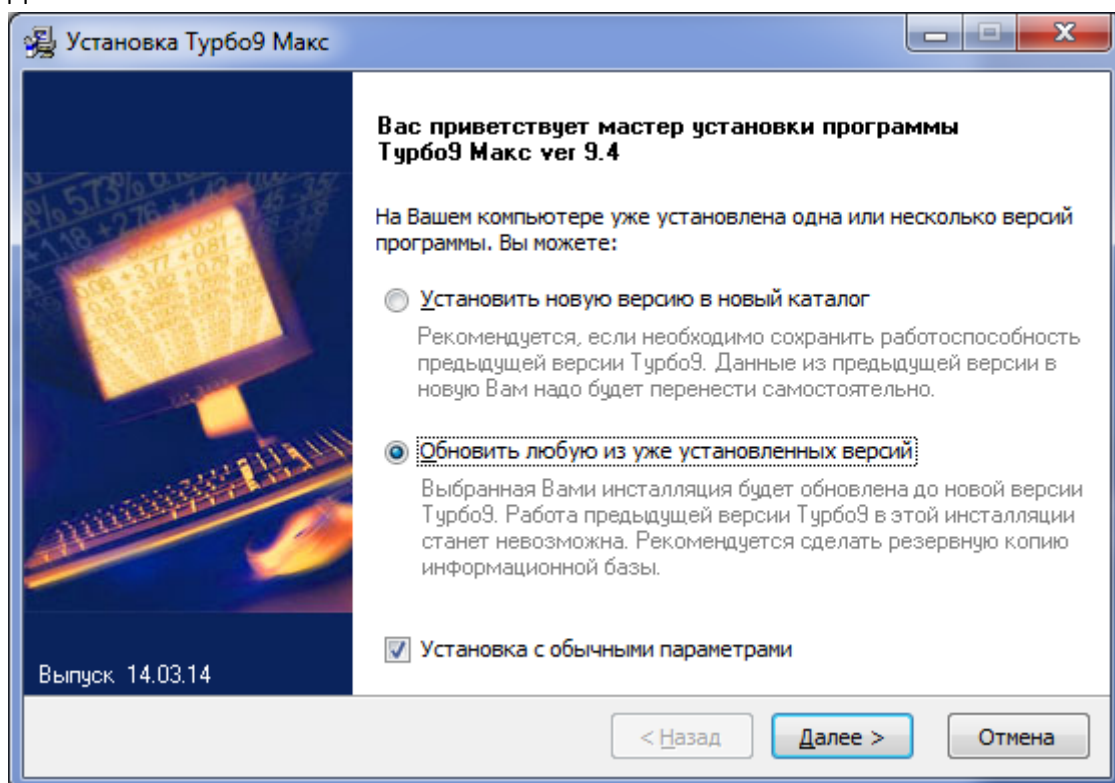 Установка Турбо9 Макс
Вас приветствует мастер установки программы
Турбо9 Макс ver 9.4
На Вашем компьютере уже установлена одна или несколько версий
программы. Вы можете:
Установить новую версию в новый каталог
Рекомендуется, если необходимо сохранить работоспособность
предыдущей версии Турбо9. Данные из предыдущей версии в
новую Вам надо будет перенести самостоятельно.
Обновить любую из уже установленных версий
Выбранная Вами инсталляция будет обновлена до новой версии
Турбо9. Работа предыдущей версии Турбо9 в этой инсталляции
станет невозможна. Рекомендуется сделать резервную копию
информационной базы.
Установка с обычными параметрами
Выпуск 14.03.14
< Назад Далее > Отмена